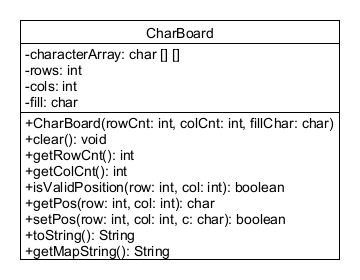 CharBoard
-characterArray: char [] []
-rows: int
-cols: int
-fill: char
+CharBoard(rowCnt: int, colCnt: int, fillChar: char)
+clear(): void
+getRowCnt(): int
+getColCnt(): int
+isValidPosition(row: int, col: int): boolean
+getPos(row: int, col: int): char
+setPos(row: int, col: int, c: char): boolean
+toString(): String
+getMapString(): String